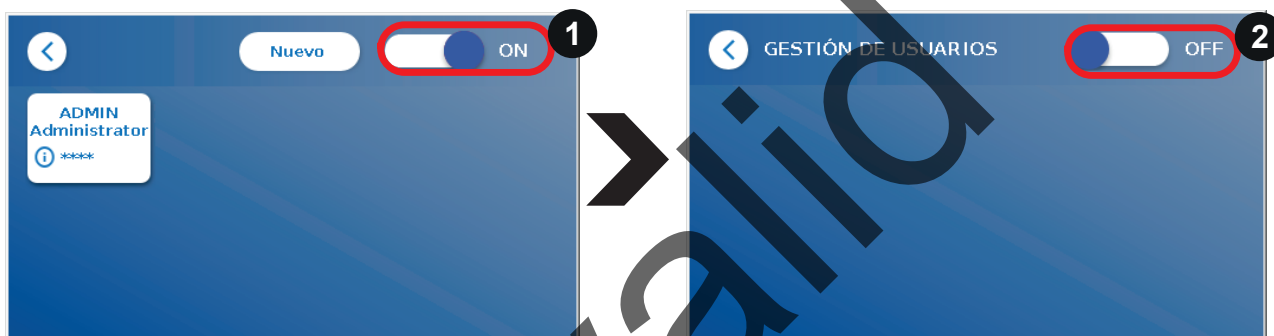 Nuevo
ON
1
ADMIN
Administrator
i ****
GESTIÓN DE USUARIOS
OFF
2
alid